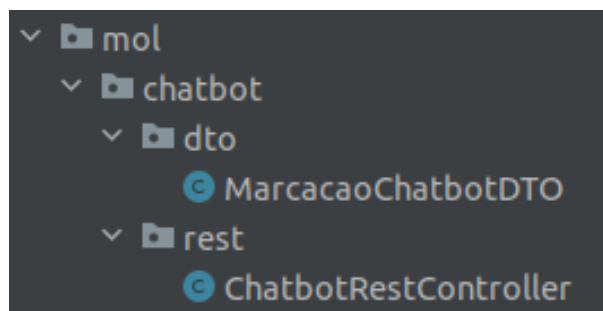 mol
chatbot
dto
C MarcacaoChatbotDTO
rest
C ChatbotRestController